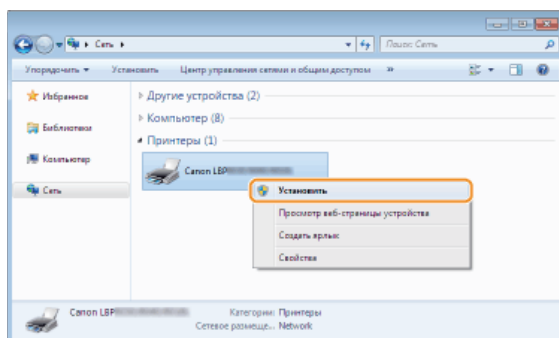 Сеть
Поиск: Сеть
Упорядочить
Установить
Центр управления сетями и общим доступом
»
Избранное
Библиотеки
Компьютер
Сеть
Другие устройства (2)
Компьютер (8)
Принтеры (1)
Canon LBP
Установить
Просмотр веб-страницы устройства
Создать ярлык
Свойства
Canon LBP
Категории: Принтеры
Сетевое размеще... Network